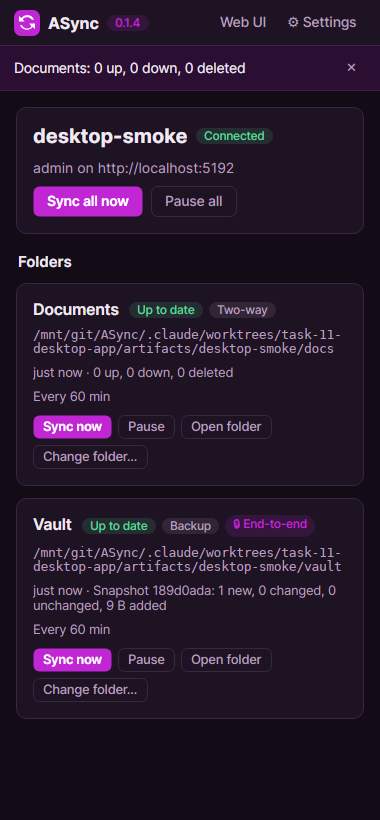 ASync 0.1.4 Web UI ⚙ Settings
Documents: 0 up, 0 down, 0 deleted ×
desktop-smoke Connected
admin on http://localhost:5192
Sync all now Pause all
Folders
Documents Up to date Two-way
/mnt/git/ASync/.claude/worktrees/task-11-
desktop-app/artifacts/desktop-smoke/docs
just now · 0 up, 0 down, 0 deleted
Every 60 min
Sync now Pause Open folder
Change folder...
Vault Up to date Backup 🔒 End-to-end
/mnt/git/ASync/.claude/worktrees/task-11-
desktop-app/artifacts/desktop-smoke/vault
just now · Snapshot 189d0ada: 1 new, 0 changed, 0
unchanged, 9 B added
Every 60 min
Sync now Pause Open folder
Change folder...